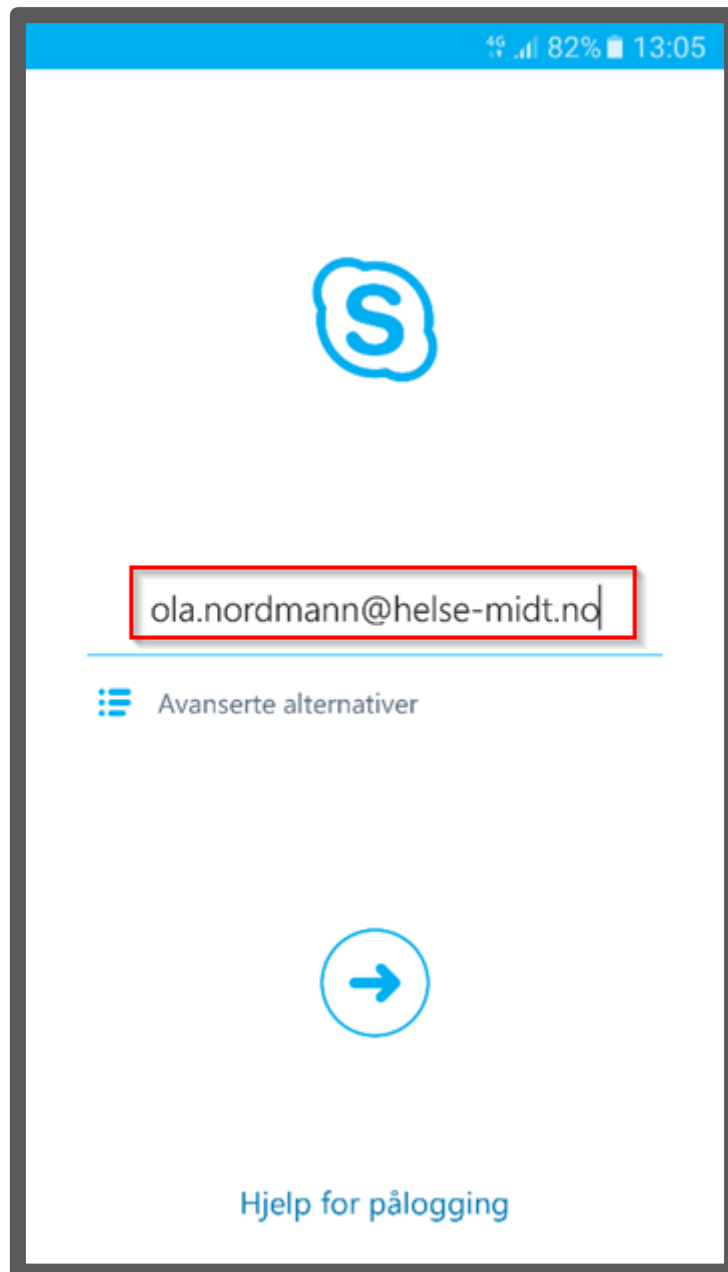 4G 82% 13:05
S
ola.nordmann@helse-midt.no
Avanserte alternativer
Hjelp for pålogging